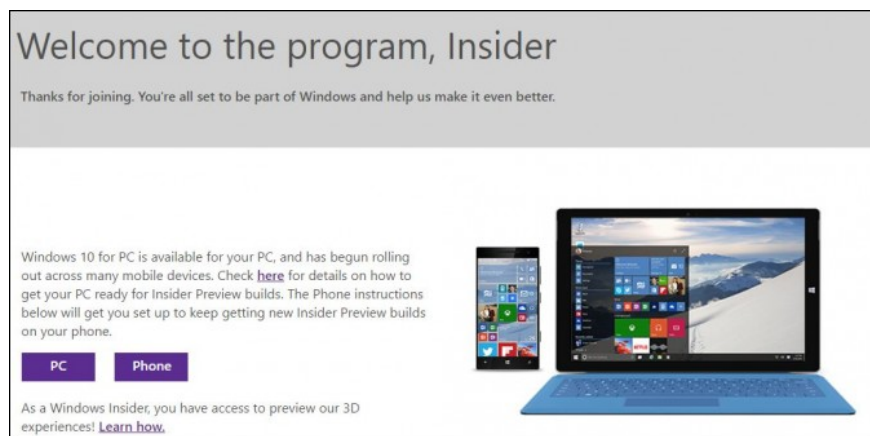 Welcome to the program, Insider
Thanks for joining. You're all set to be part of Windows and help us make it even better.
Windows 10 for PC is available for your PC, and has begun rolling
out across many mobile devices. Check here for details on how to
get your PC ready for Insider Preview builds. The Phone instructions
below will get you set up to keep getting new Insider Preview builds
on your phone.
PC Phone
As a Windows Insider, you have access to preview our 3D
experiences! Learn how.